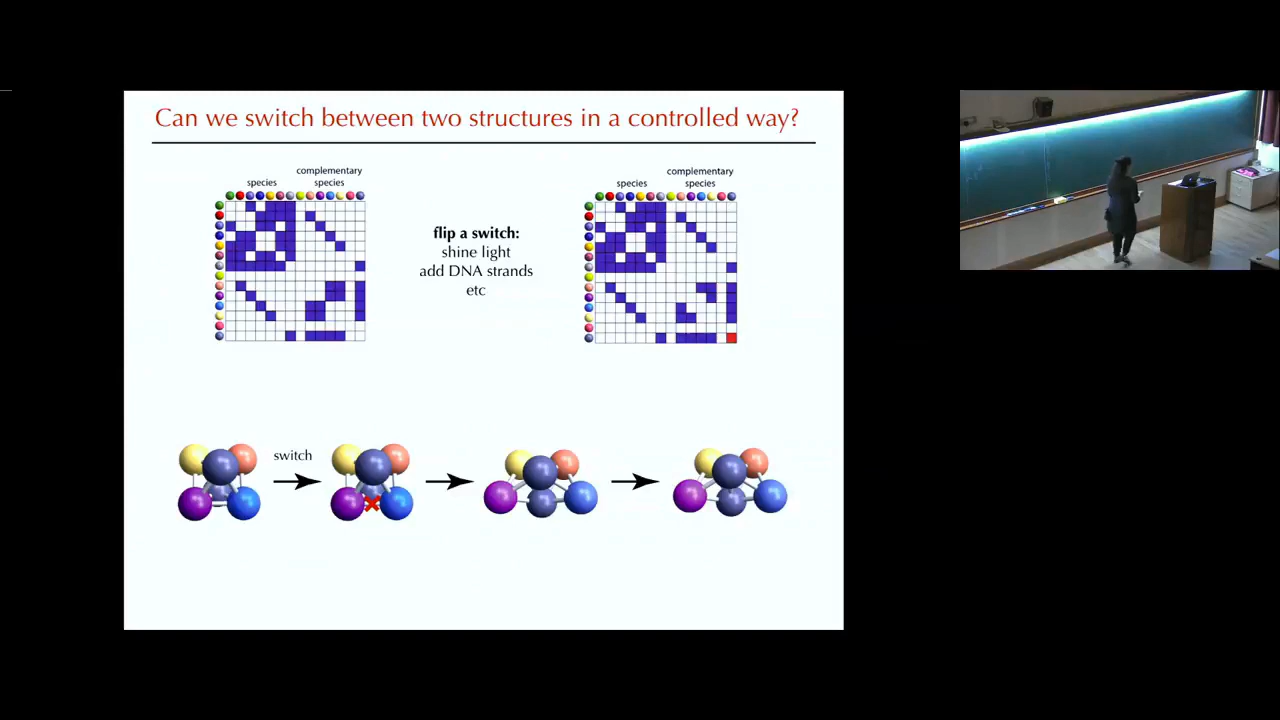 Can we switch between two structures in a controlled way?
species
complementary
species
flip a switch:
shine light
add DNA strands
etc
species
complementary
species
switch